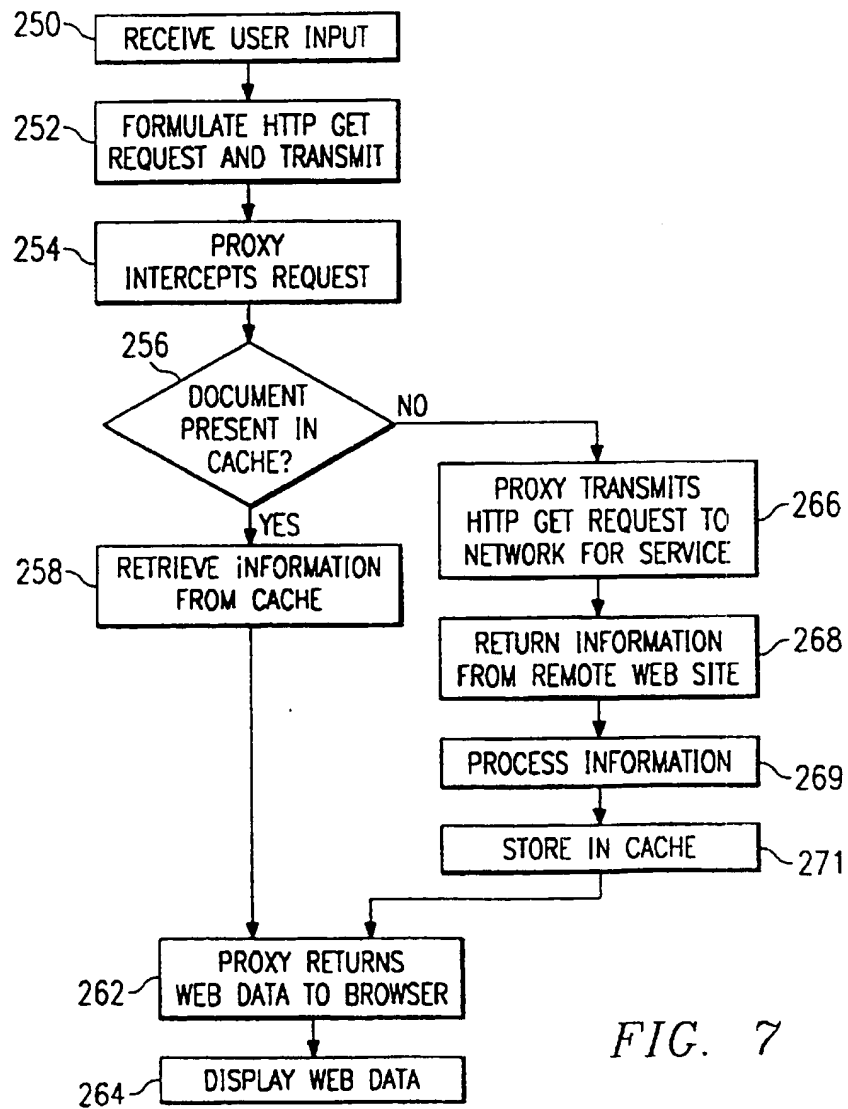 250
RECEIVE USER INPUT
252
FORMULATE HTTP GET
REQUEST AND TRANSMIT
254
PROXY
INTERCEPTS REQUEST
256
DOCUMENT
PRESENT IN
CACHE?
NO
YES
258
RETRIEVE INFORMATION
FROM CACHE
PROXY TRANSMITS
HTTP GET REQUEST TO
NETWORK FOR SERVICE
266
RETURN INFORMATION
FROM REMOTE WEB SITE
268
PROCESS INFORMATION
269
STORE IN CACHE
271
PROXY RETURNS
WEB DATA TO BROWSER
262
DISPLAY WEB DATA
264
FIG. 7